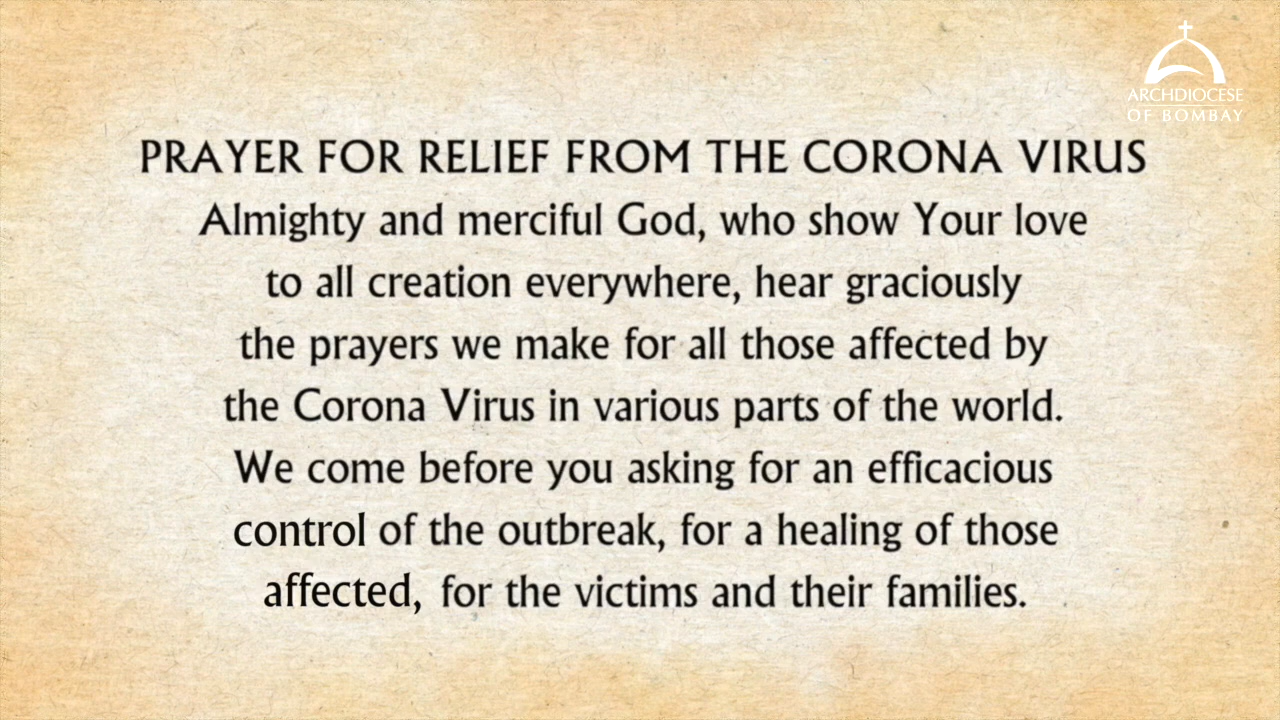 ARCHDIOCESE
OF BOMBAY
PRAYER FOR RELIEF FROM THE CORONA VIRUS
Almighty and merciful God, who show Your love
to all creation everywhere, hear graciously
the prayers we make for all those affected by
the Corona Virus in various parts of the world.
We come before you asking for an efficacious
control of the outbreak, for a healing of those
affected, for the victims and their families.